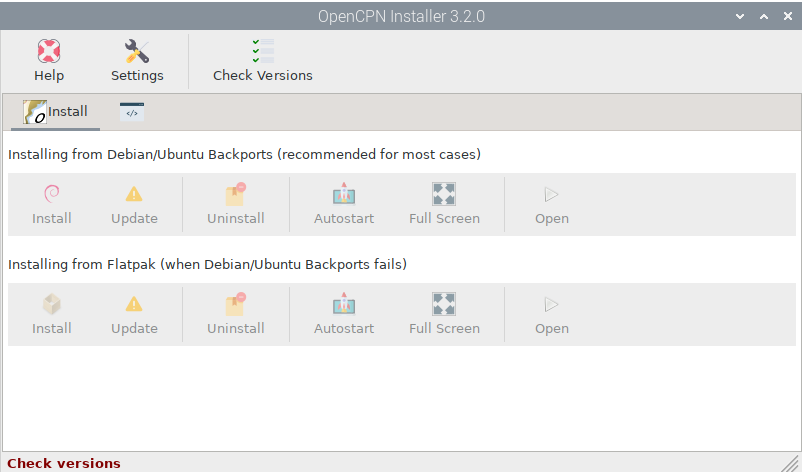 OpenCPN Installer 3.2.0
Help Settings Check Versions
Install </>
Installing from Debian/Ubuntu Backports (recommended for most cases)
Install Update Uninstall Autostart Full Screen Open
Installing from Flatpak (when Debian/Ubuntu Backports fails)
Install Update Uninstall Autostart Full Screen Open
Check versions